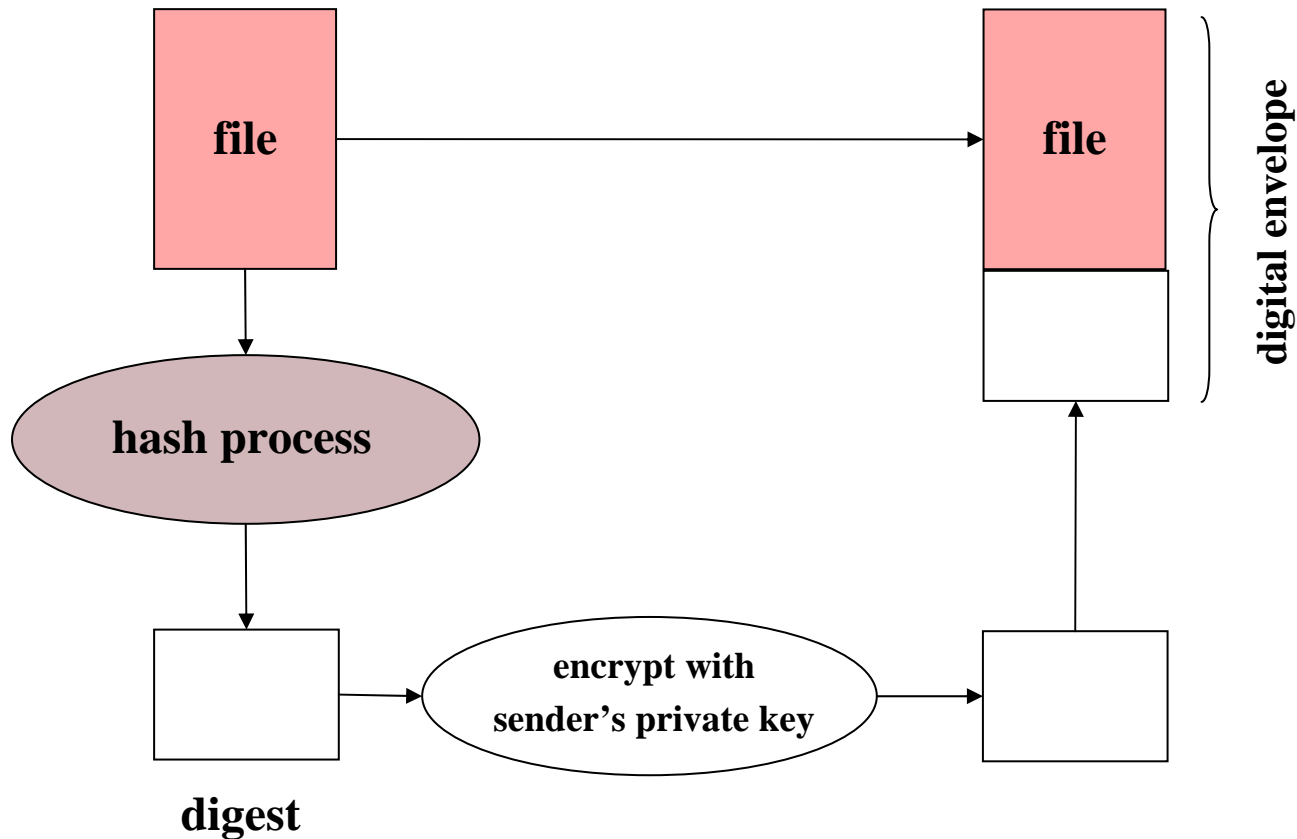 file
file
digital envelope
hash process
encrypt with
sender’s private key
digest